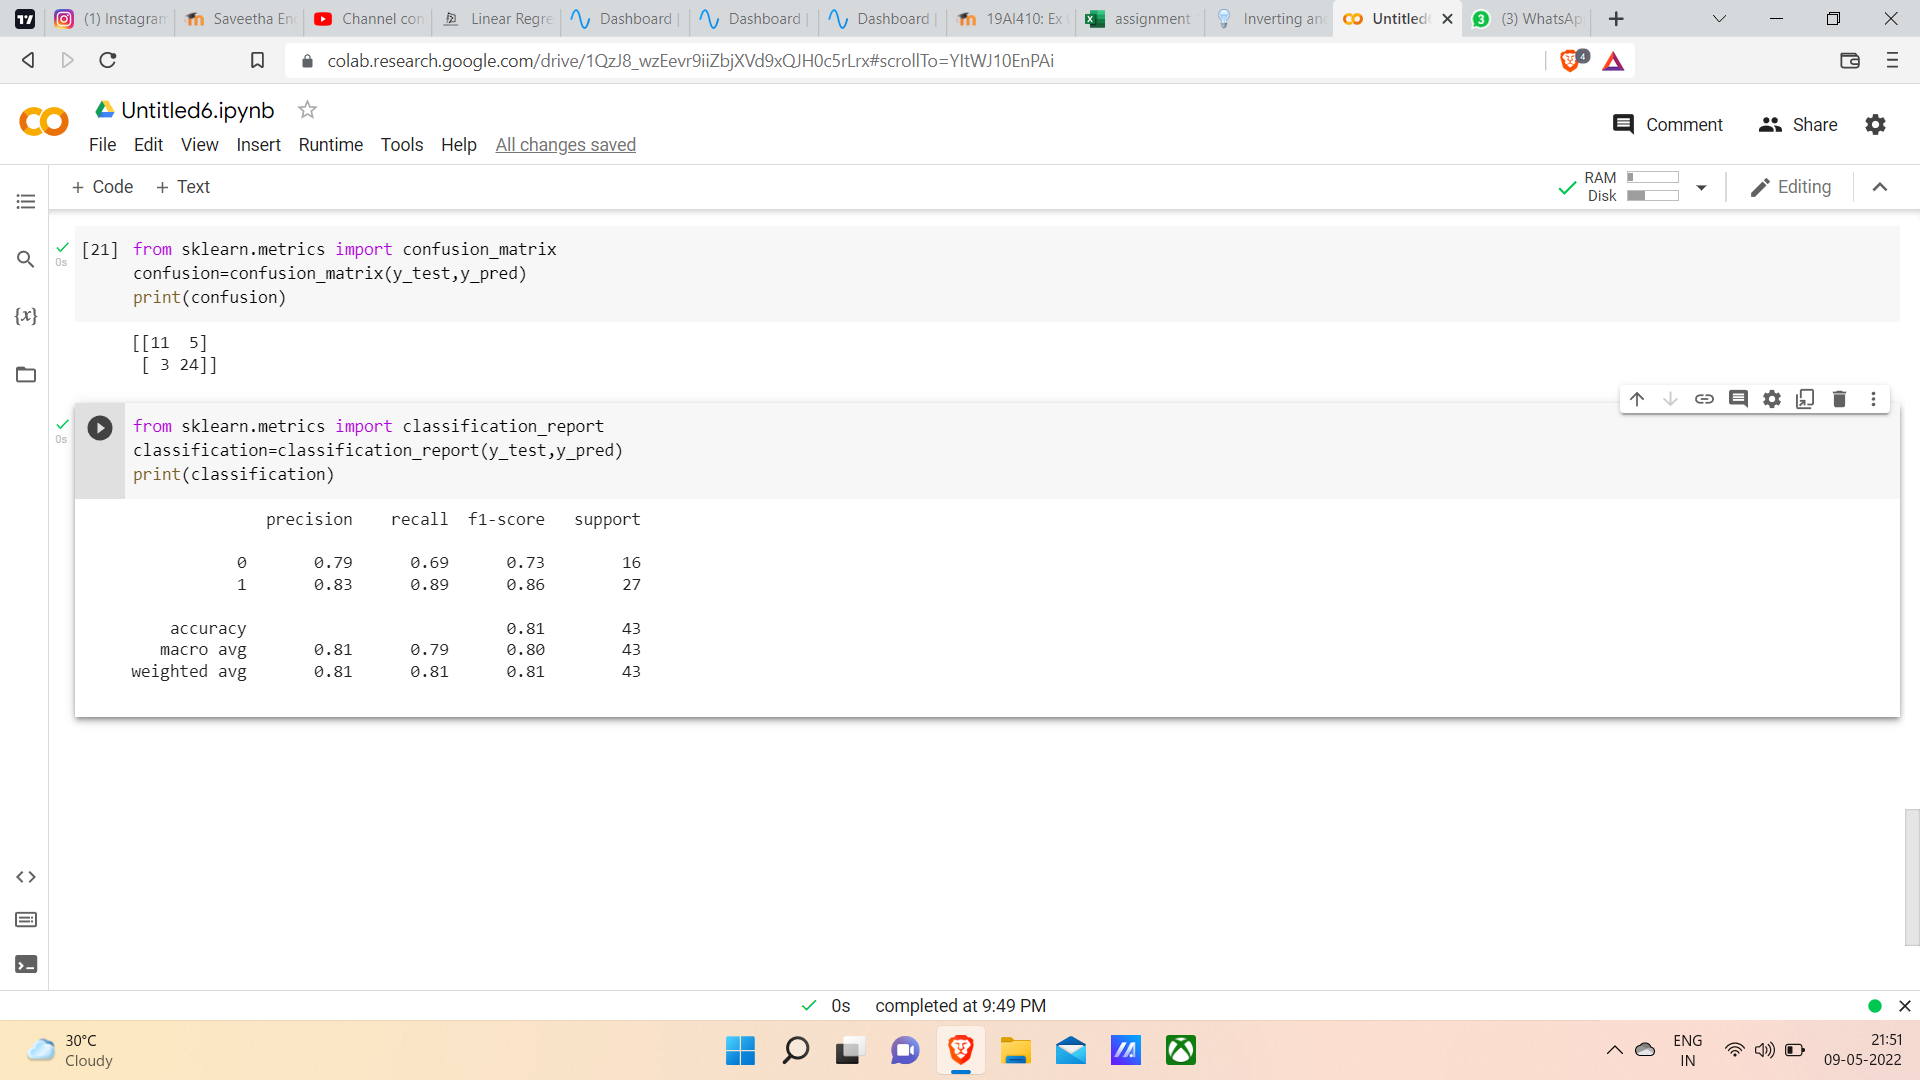 (1) Instagram
Saveetha En
Channel con
Linear Regre
Dashboard
Dashboard
Dashboard
19AI410: Ex
assignment
Inverting an
Untitled6
(3) WhatsAp
colab.research.google.com/drive/1QzJ8_wzEevr9iiZbjXVd9xQJH0c5rLrx#scrollTo=YltWJ10EnPAi
4
Untitled6.ipynb
Comment Share
File Edit View Insert Runtime Tools Help All changes saved
+ Code + Text
RAM
Disk
Editing
[21] from sklearn.metrics import confusion_matrix
0s
confusion=confusion_matrix(y_test,y_pred)
print(confusion)
{x}
[[11  5]
 [ 3 24]]
from sklearn.metrics import classification_report
0s
classification=classification_report(y_test,y_pred)
print(classification)
precision recall f1-score support
0 0.79 0.69 0.73 16
1 0.83 0.89 0.86 27
accuracy 0.81 43
macro avg 0.81 0.79 0.80 43
weighted avg 0.81 0.81 0.81 43
0s completed at 9:49 PM
30°C
Cloudy
ENG
IN
21:51
09-05-2022